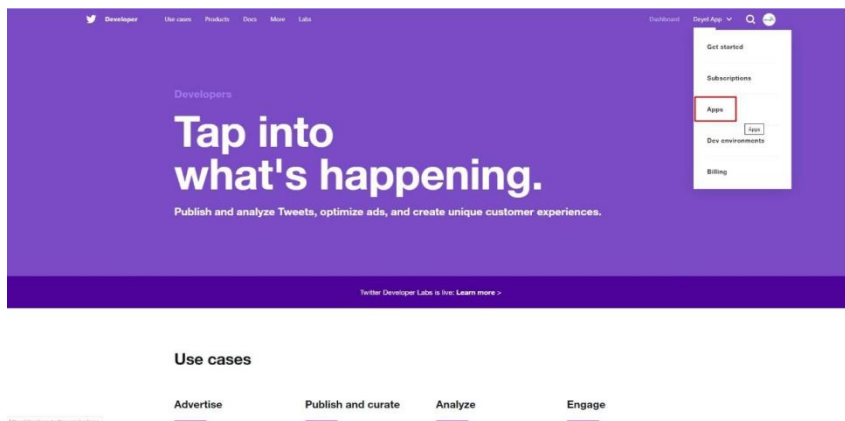 Developer Use cases Products Docs More Labs Dashboard Deyel App
Get started
Subscriptions
Apps
Apps
Dev environments
Billing
Developers
Tap into
what's happening.
Publish and analyze Tweets, optimize ads, and create unique customer experiences.
Twitter Developer Labs is live: Learn more >
Use cases
Advertise Publish and curate Analyze Engage